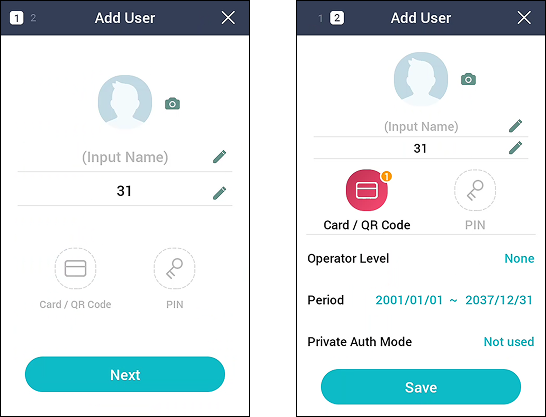 1 2 Add User
(Input Name)
31
Card / QR Code PIN
Next
1 2 Add User
(Input Name)
31
1
Card / QR Code PIN
Operator Level None
Period 2001/01/01 ~ 2037/12/31
Private Auth Mode Not used
Save